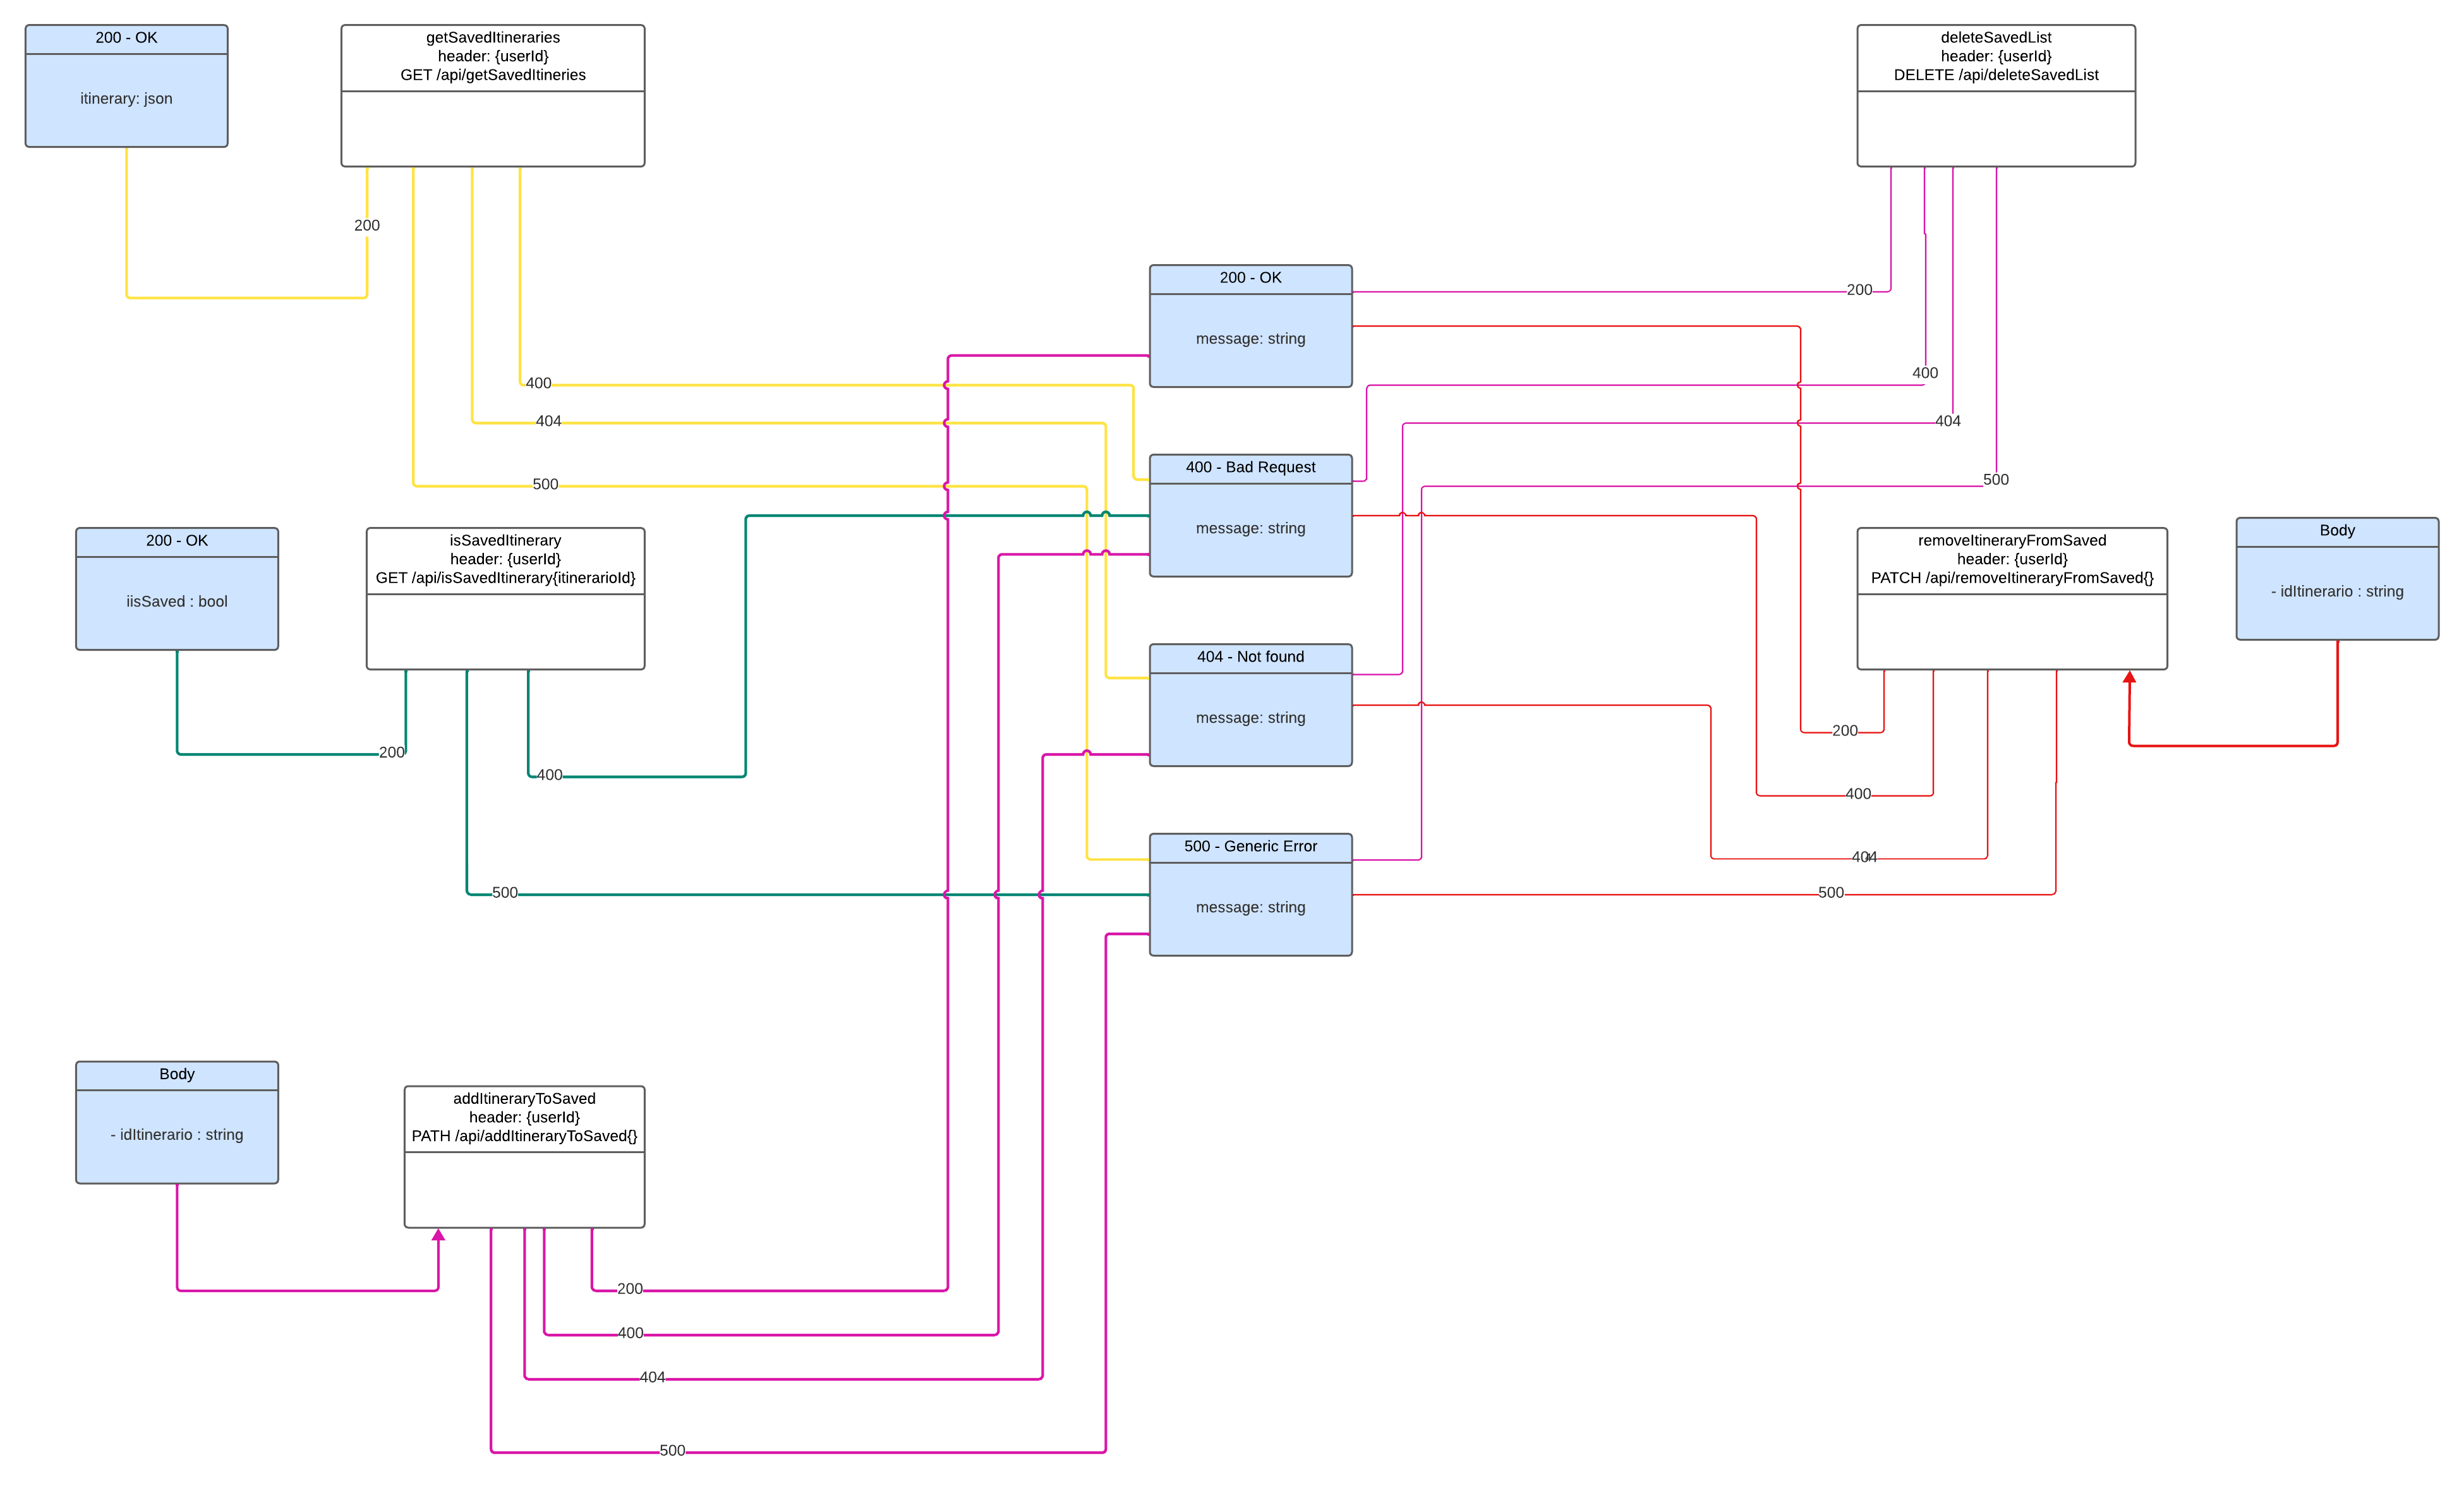 200 - OK
itinerary: json
getSavedItineraries
header: {userId}
GET /api/getSavedItineries
deleteSavedList
header: {userId}
DELETE /api/deleteSavedList
200
200 - OK
message: string
200
400
404
500
400
404
500
400 - Bad Request
message: string
200 - OK
iisSaved : bool
isSavedItinerary
header: {userId}
GET /api/isSavedItinerary{itinerarioId}
removeItineraryFromSaved
header: {userId}
PATCH /api/removeItineraryFromSaved{}
Body
- idItinerario : string
404 - Not found
message: string
200
400
500
200
400
404
500
500 - Generic Error
message: string
Body
- idItinerario : string
addItineraryToSaved
header: {userId}
PATH /api/addItineraryToSaved{}
200
400
404
500